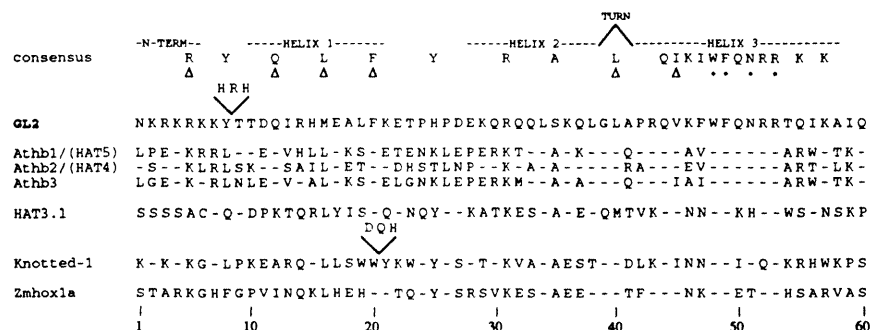 TURN
-N-TERM ------HELIX 1------ ------HELIX 2------ ------HELIX 3------
consensus R Y Q L F Y R A L QIKIWFQNRR K K
Δ Δ Δ Δ Δ Δ • • • •
H R H
GL2 NKRKRKKYTTDQIRHMEALFKETPHPDEKQRQQLSKQLGLAPRQVKFWFQNRRTQIKAIQ
Athb1/(HAT5) LPE-KRRL--E-VHLL-KS-ETENKLEPERKT--A-K---Q----AV-------ARW-TK-
Athb2/(HAT4) -S--KLRLSK--SAIL-ET--DHSTLNP--K-A-A----RA---EV-------ART-LK-
Athb3 LGE-KRRLNLE-V-AL-KS-ELGNKLEPERKM--A-K---Q----IAI------ARW-TK-
HAT3.1 SSSSAC-Q-DPKTQRLYIS-Q-NQY--KATKES-A-E-QMTVK--NN--KH--WS-NSKP
D Q H
Knotted-1 K-K-KG-LPKEARQ-LLSWWYKW-Y-S-T-KVA-AEST--DLK-INN--I-Q-KRHWKPS
Zmhox1a STARKGHFGPVINQKLHEH--TQ-Y-SRSVKES-AEE---TF---NK--ET--HSARVAS
1 10 20 30 40 50 60